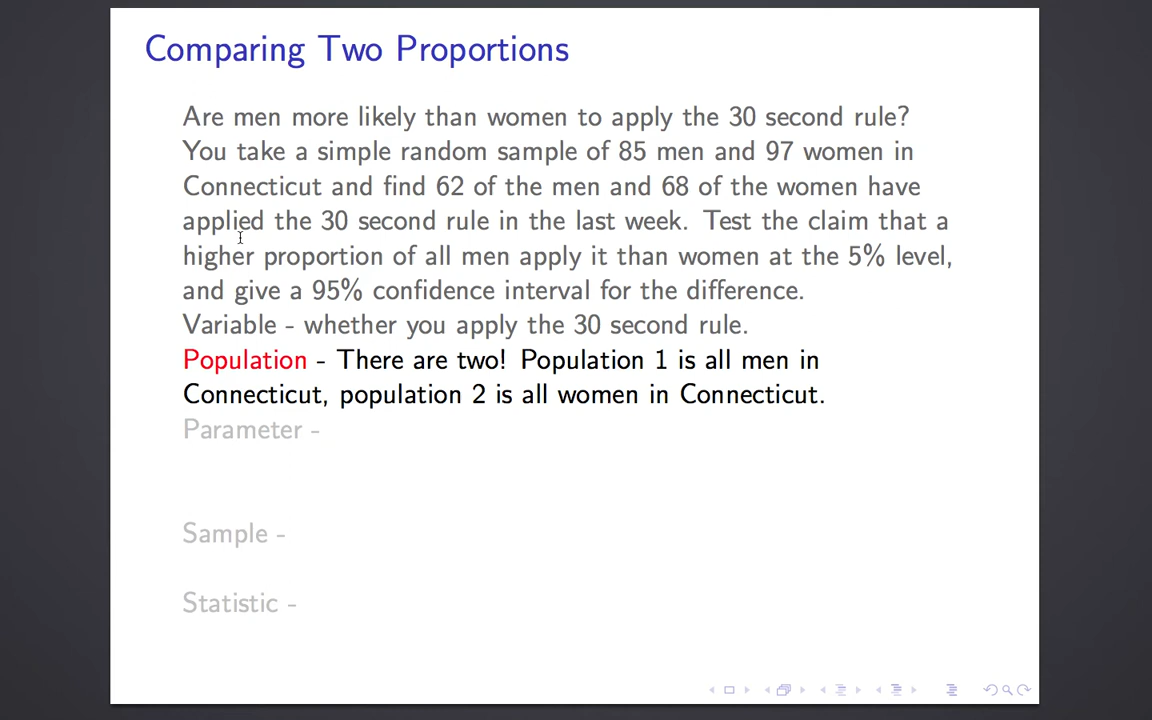 Comparing Two Proportions
Are men more likely than women to apply the 30 second rule?
You take a simple random sample of 85 men and 97 women in
Connecticut and find 62 of the men and 68 of the women have
applied the 30 second rule in the last week. Test the claim that a
higher proportion of all men apply it than women at the 5% level,
and give a 95% confidence interval for the difference.
Variable - whether you apply the 30 second rule.
Population - There are two! Population 1 is all men in
Connecticut, population 2 is all women in Connecticut.
Parameter -
Sample -
Statistic -